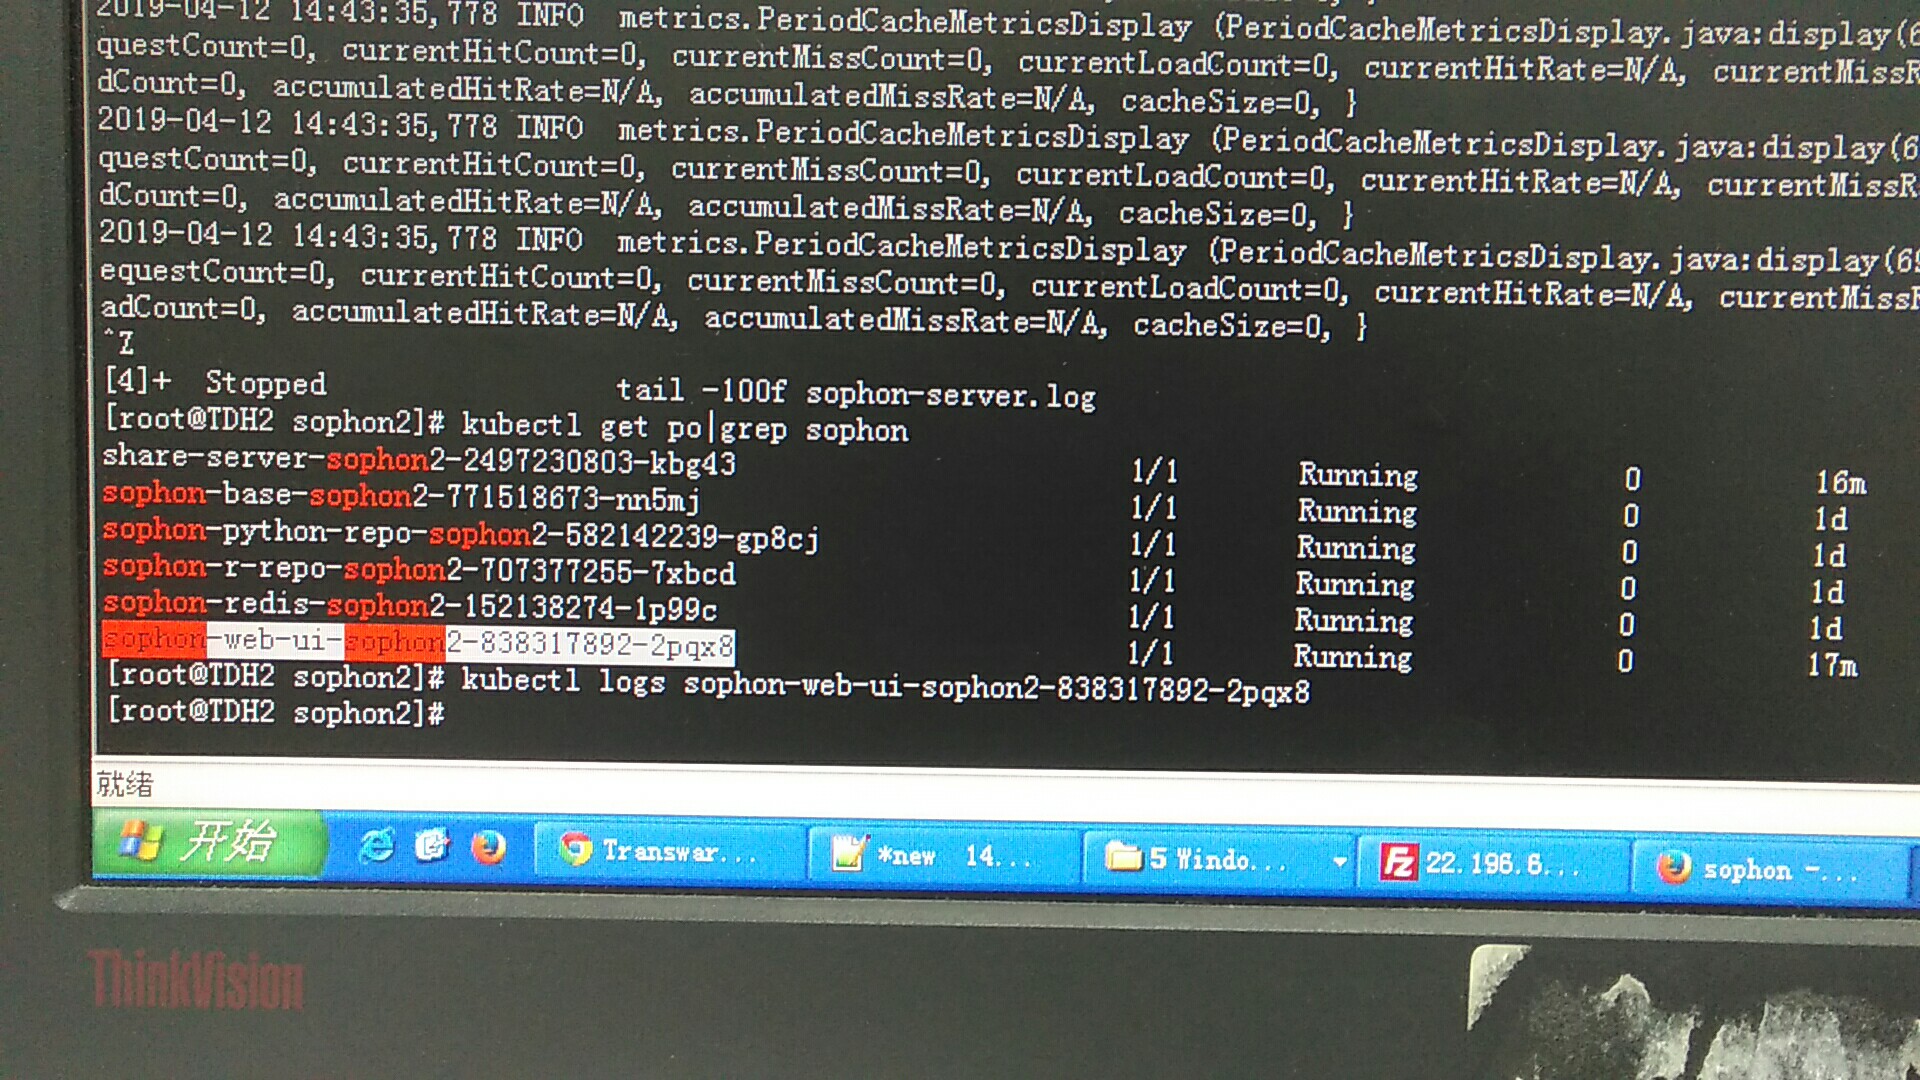 2019-04-12 14:43:35,778 INFO  metrics.PeriodCacheMetricsDisplay (PeriodCacheMetricsDisplay.java:display(6
questCount=0, currentHitCount=0, currentMissCount=0, currentLoadCount=0, currentHitRate=N/A, currentMissR
dCount=0, accumulatedHitRate=N/A, accumulatedMissRate=N/A, cacheSize=0, }
2019-04-12 14:43:35,778 INFO  metrics.PeriodCacheMetricsDisplay (PeriodCacheMetricsDisplay.java:display(6
questCount=0, currentHitCount=0, currentMissCount=0, currentLoadCount=0, currentHitRate=N/A, currentMissR
dCount=0, accumulatedHitRate=N/A, accumulatedMissRate=N/A, cacheSize=0, }
2019-04-12 14:43:35,778 INFO  metrics.PeriodCacheMetricsDisplay (PeriodCacheMetricsDisplay.java:display(69
equestCount=0, currentHitCount=0, currentMissCount=0, currentLoadCount=0, currentHitRate=N/A, currentMissR
adCount=0, accumulatedHitRate=N/A, accumulatedMissRate=N/A, cacheSize=0, }
^Z
[4]+  Stopped                 tail -100f sophon-server.log
[root@TDH2 sophon2]# kubectl get po|grep sophon
share-server-sophon2-2497230803-kbg43 1/1 Running 0 16m
sophon-base-sophon2-771518673-nn5mj 1/1 Running 0 1d
sophon-python-repo-sophon2-582142239-gp8cj 1/1 Running 0 1d
sophon-r-repo-sophon2-707377255-7xbcd 1/1 Running 0 1d
sophon-redis-sophon2-152138274-1p99c 1/1 Running 0 1d
sophon-web-ui-sophon2-838317892-2pqx8 1/1 Running 0 17m
[root@TDH2 sophon2]# kubectl logs sophon-web-ui-sophon2-838317892-2pqx8
[root@TDH2 sophon2]#
就绪
开始 Transwar... *new 14... 5 Windo... 22.196.6... sophon -...
ThinkVision